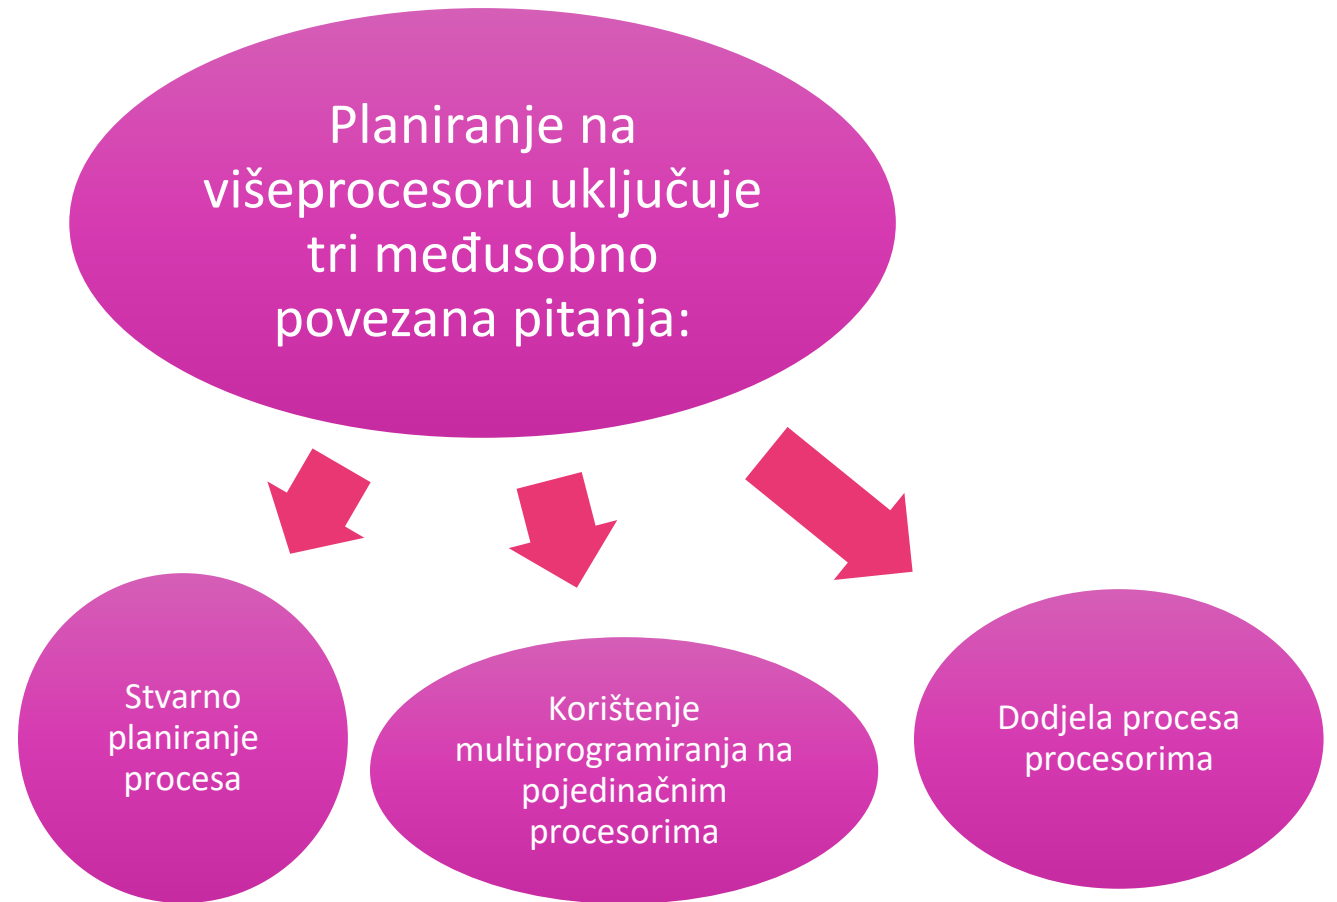 Planiranje na
višeprocesoru uključuje
tri međusobno
povezana pitanja:
Stvarno
planiranje
procesa
Korištenje
multiprogramiranja na
pojedinačnim
procesorima
Dodjela procesa
procesorima